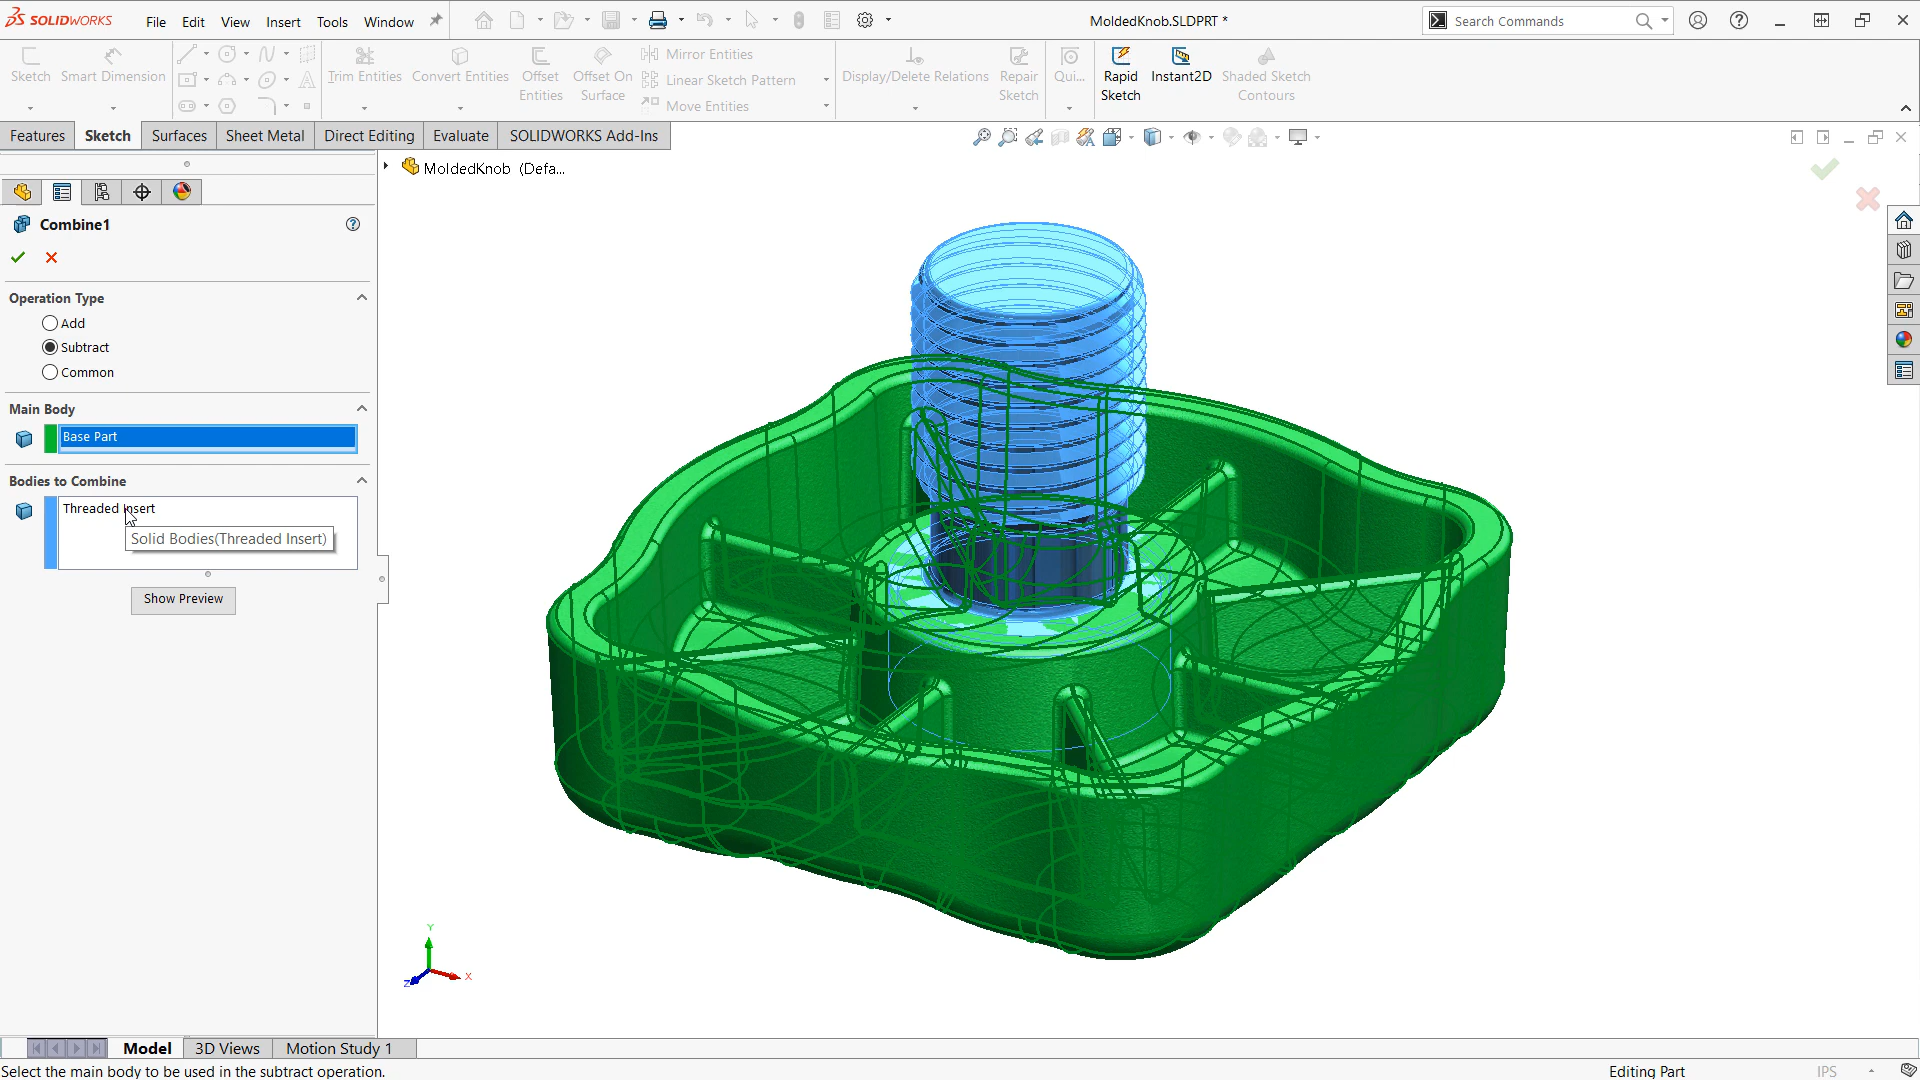 SOLIDWORKS
File Edit View Insert Tools Window
MoldedKnob.SLDPRT *
Search Commands
Sketch
Smart Dimension
Trim Entities
Convert Entities
Offset
Entities
Offset On
Surface
Mirror Entities
Linear Sketch Pattern
Move Entities
Display/Delete Relations
Repair
Sketch
Qui...
Rapid
Sketch
Instant2D
Shaded Sketch
Contours
Features Sketch Surfaces Sheet Metal Direct Editing Evaluate SOLIDWORKS Add-Ins
MoldedKnob (Defa...
Combine1
Operation Type
Add
Subtract
Common
Main Body
Base Part
Bodies to Combine
Threaded Insert
Solid Bodies(Threaded Insert)
Show Preview
Y
X
Z
Model 3D Views Motion Study 1
Select the main body to be used in the subtract operation.
Editing Part
IPS